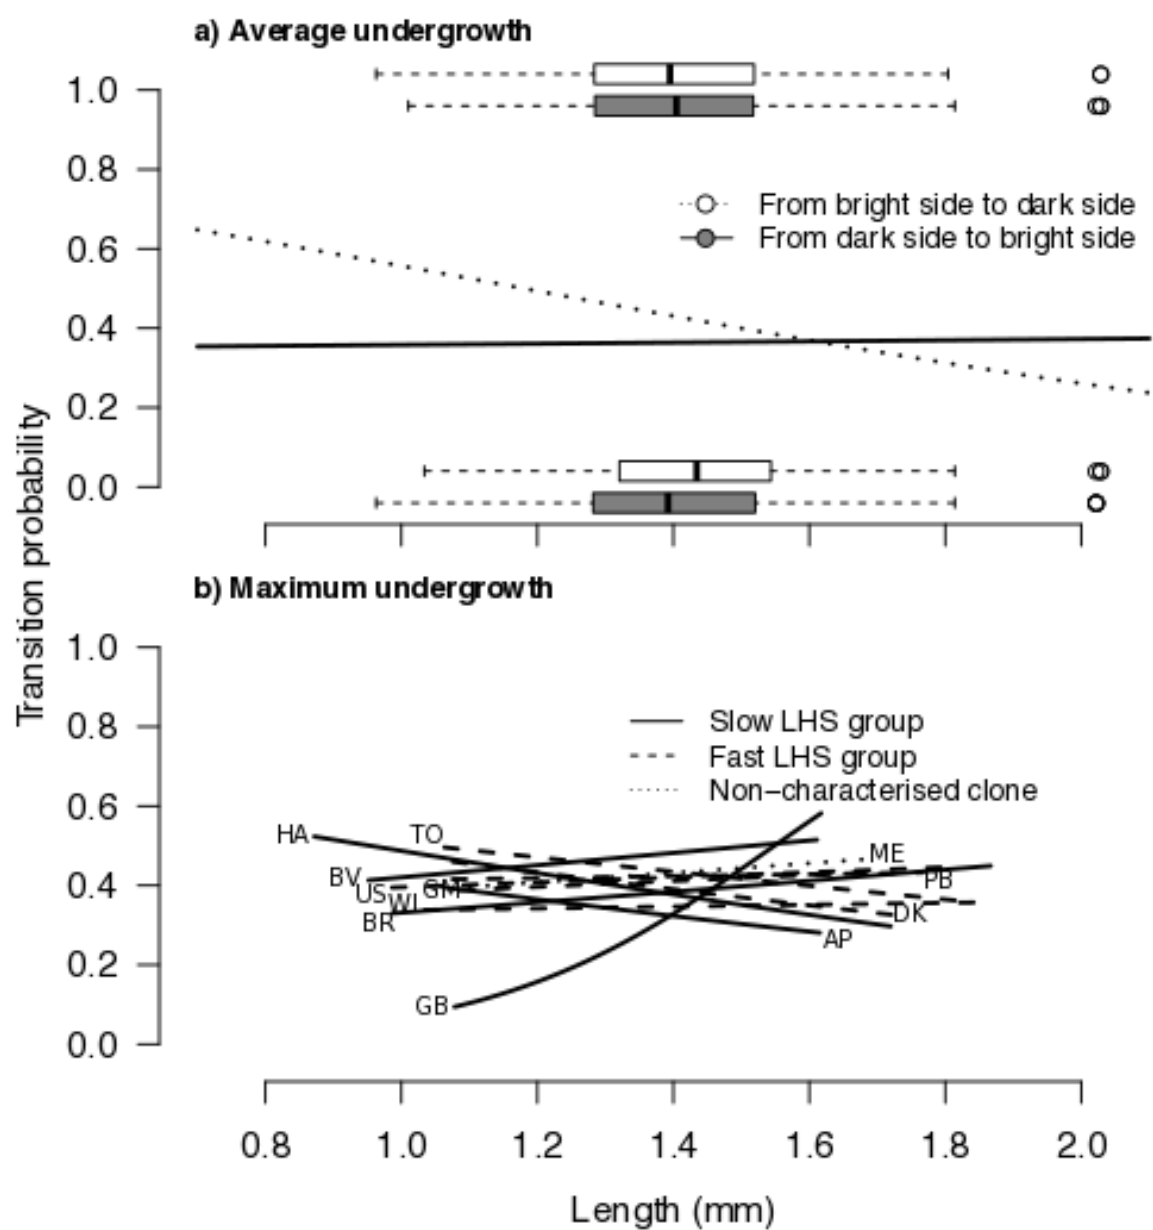 a) Average undergrowth
1.0
0.8
From bright side to dark side
From dark side to bright side
0.6
0.4
0.2
0.0
Transition probability
b) Maximum undergrowth
1.0
0.8
Slow LHS group
Fast LHS group
Non−characterised clone
0.6
HA
TO
ME
BV
PB
US
GM
0.4
WI
BR
DK
AP
0.2
GB
0.0
0.8 1.0 1.2 1.4 1.6 1.8 2.0
Length (mm)